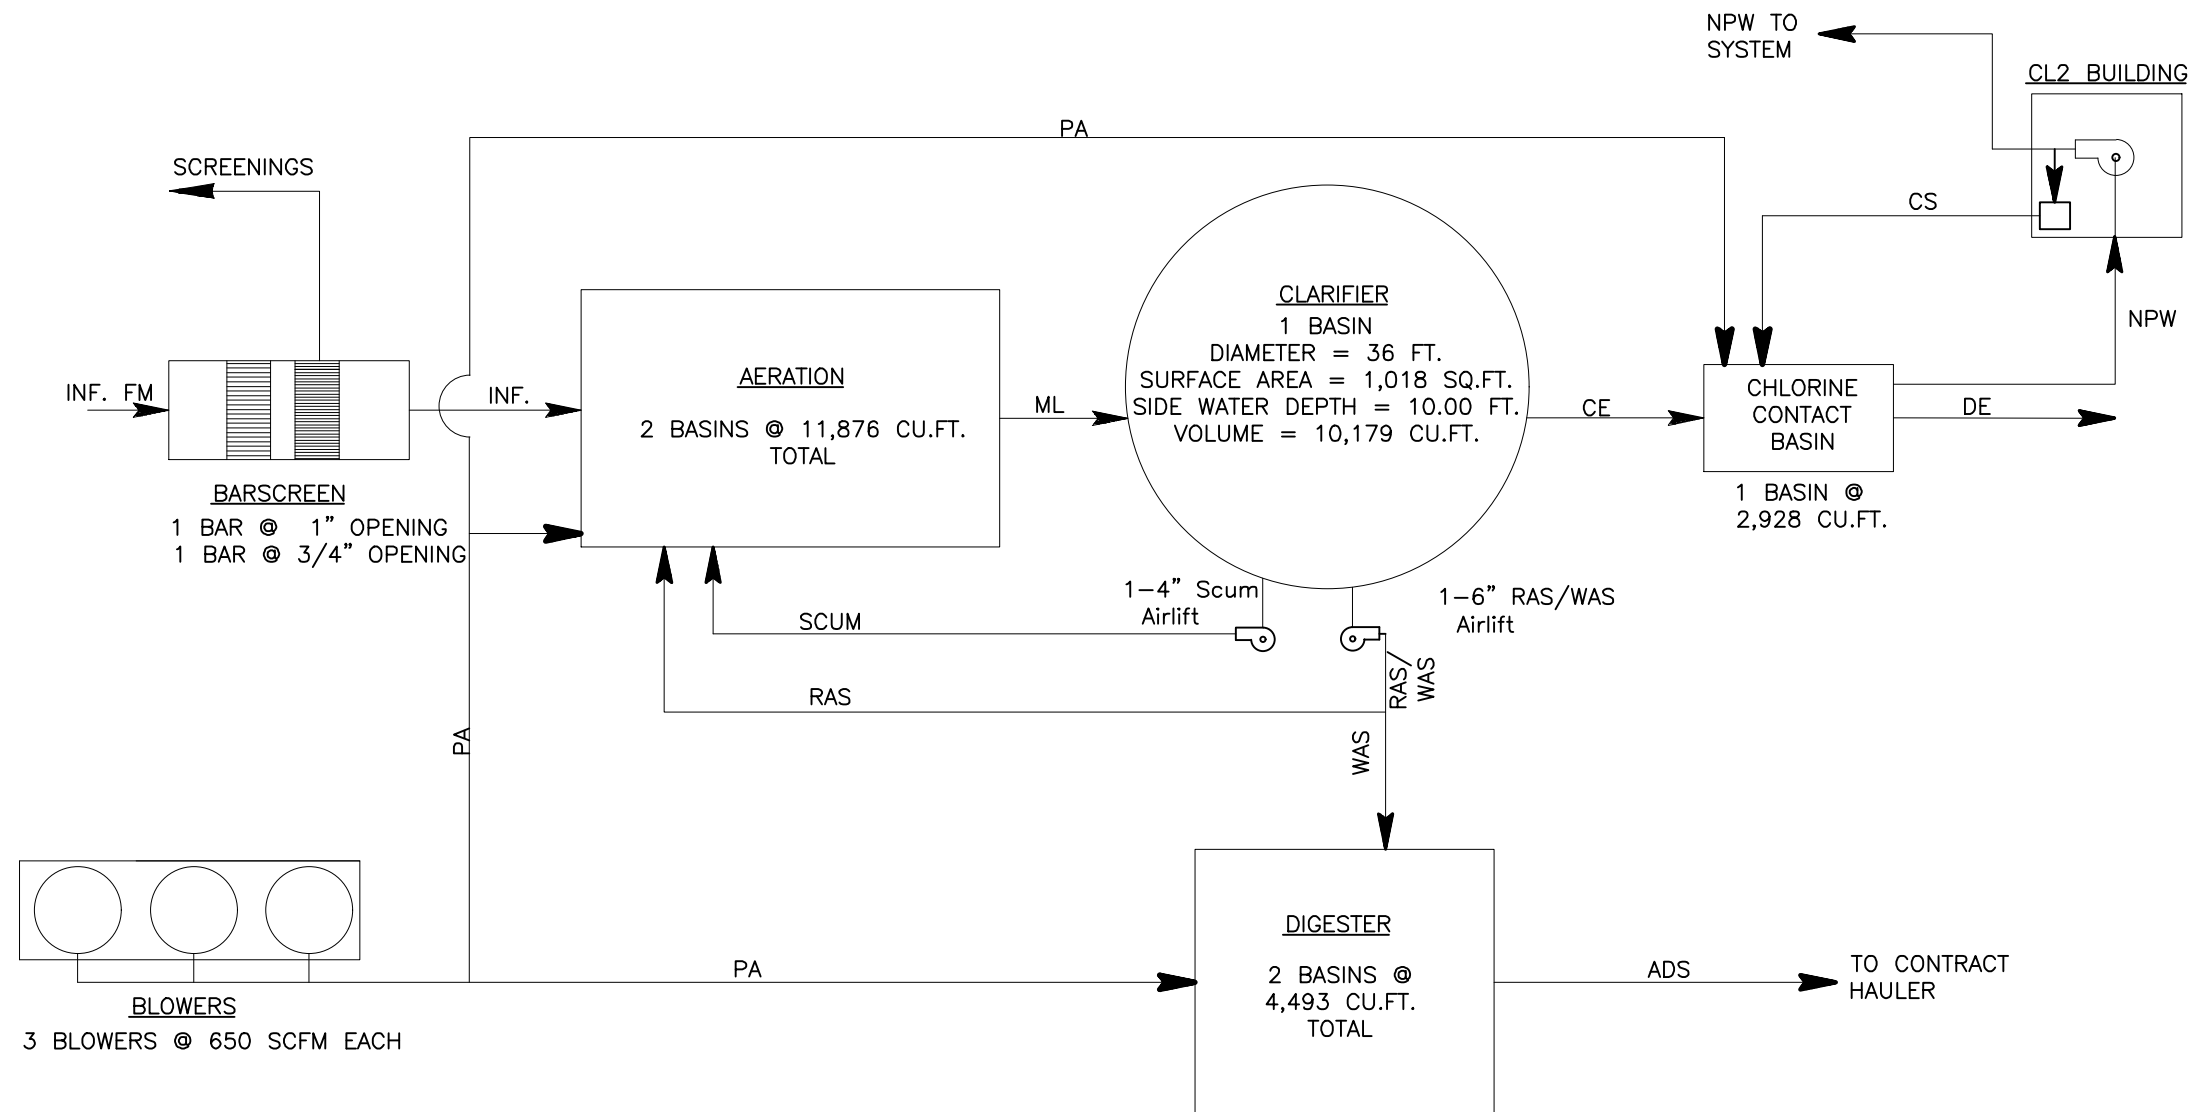 NPW TO
SYSTEM
CL2 BUILDING
PA
SCREENINGS
CS
CLARIFIER
1 BASIN
DIAMETER = 36 FT.
SURFACE AREA = 1,018 SQ.FT.
SIDE WATER DEPTH = 10.00 FT.
VOLUME = 10,179 CU.FT.
NPW
INF. FM
INF.
AERATION
2 BASINS @ 11,876 CU.FT.
TOTAL
ML
CE
CHLORINE
CONTACT
BASIN
DE
BARSCREEN
1 BAR @ 1" OPENING
1 BAR @ 3/4" OPENING
1 BASIN @
2,928 CU.FT.
1-4" Scum
Airlift
1-6" RAS/WAS
Airlift
SCUM
RAS
WAS
RAS
PA
WAS
DIGESTER
2 BASINS @
4,493 CU.FT.
TOTAL
PA
ADS
TO CONTRACT
HAULER
BLOWERS
3 BLOWERS @ 650 SCFM EACH